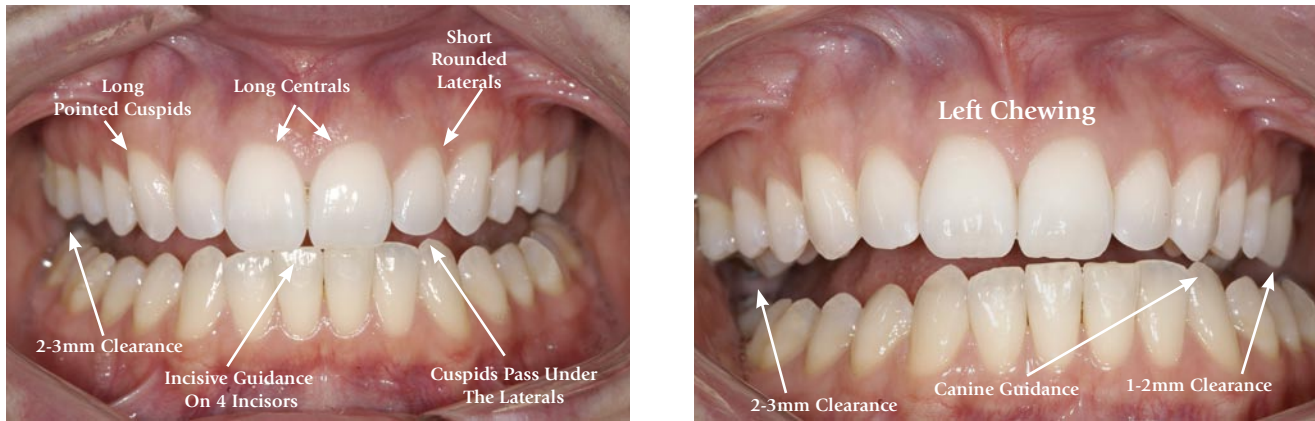 Long
Pointed Cuspids
Long Centrals
Short
Rounded
Laterals
2-3mm Clearance
Incisive Guidance
On 4 Incisors
Cuspids Pass Under
The Laterals
Left Chewing
2-3mm Clearance
Canine Guidance
1-2mm Clearance